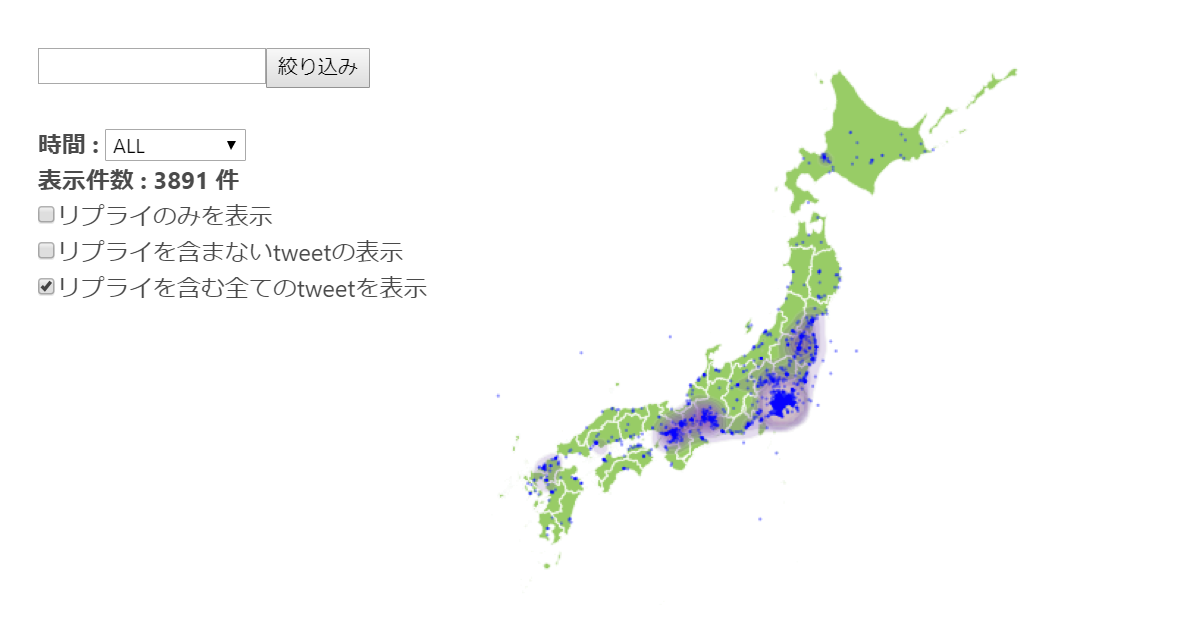 絞り込み
時間 : ALL
表示件数 : 3891 件
リプライのみを表示
リプライを含まないtweetの表示
リプライを含む全てのtweetを表示